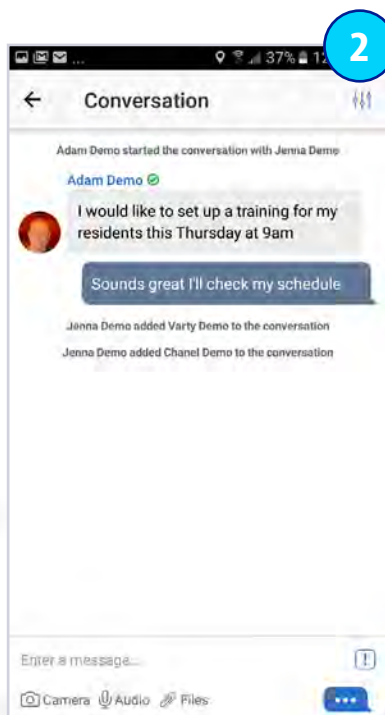 2
... 37% 12
Conversation
Adam Demo started the conversation with Jenna Demo
Adam Demo
I would like to set up a training for my
residents this Thursday at 9am
Sounds great I'll check my schedule
Jenna Demo added Varty Demo to the conversation
Jenna Demo added Chanel Demo to the conversation
Enter a message...
!
Camera Audio Files
...